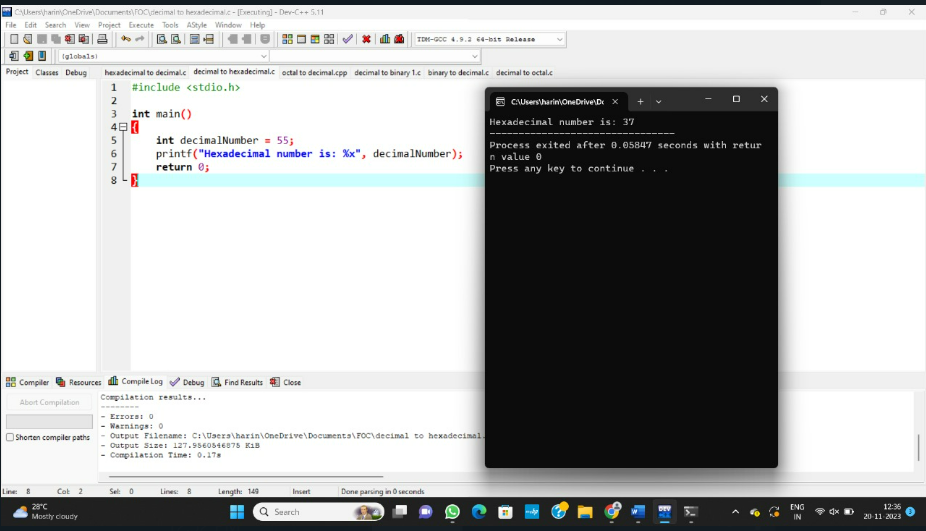 C:\Users\harin\OneDrive\Documents\FOC\decimal to hexadecimal.c - [Executing] - Dev-C++ 5.11
File Edit Search View Project Execute Tools AStyle Window Help
TDM-GCC 4.9.2 64-bit Release
(globals)
Project Classes Debug
hexadecimal to decimal.c decimal to hexadecimal.c octal to decimal.cpp decimal to binary 1.c binary to decimal.c decimal to octal.c
1 #include <stdio.h>
2
3 int main()
4 {
5 int decimalNumber = 55;
6 printf("Hexadecimal number is: %x", decimalNumber);
7 return 0;
8 }
C:\Users\harin\OneDrive\Dc
Hexadecimal number is: 37
--------------------------------
Process exited after 0.05847 seconds with retur
n value 0
Press any key to continue . . .
Compiler Resources Compile Log Debug Find Results Close
Abort Compilation
Shorten compiler paths
Compilation results...
--------
- Errors: 0
- Warnings: 0
- Output Filename: C:\Users\harin\OneDrive\Documents\FOC\decimal to hexadecimal.
- Output Size: 127.9560546875 KiB
- Compilation Time: 0.17s
Line: 8 Col: 2 Sel: 0 Lines: 8 Length: 149 Insert Done parsing in 0 seconds
28°C
Mostly cloudy
Search
ENG
IN
12:36
20-11-2023
3